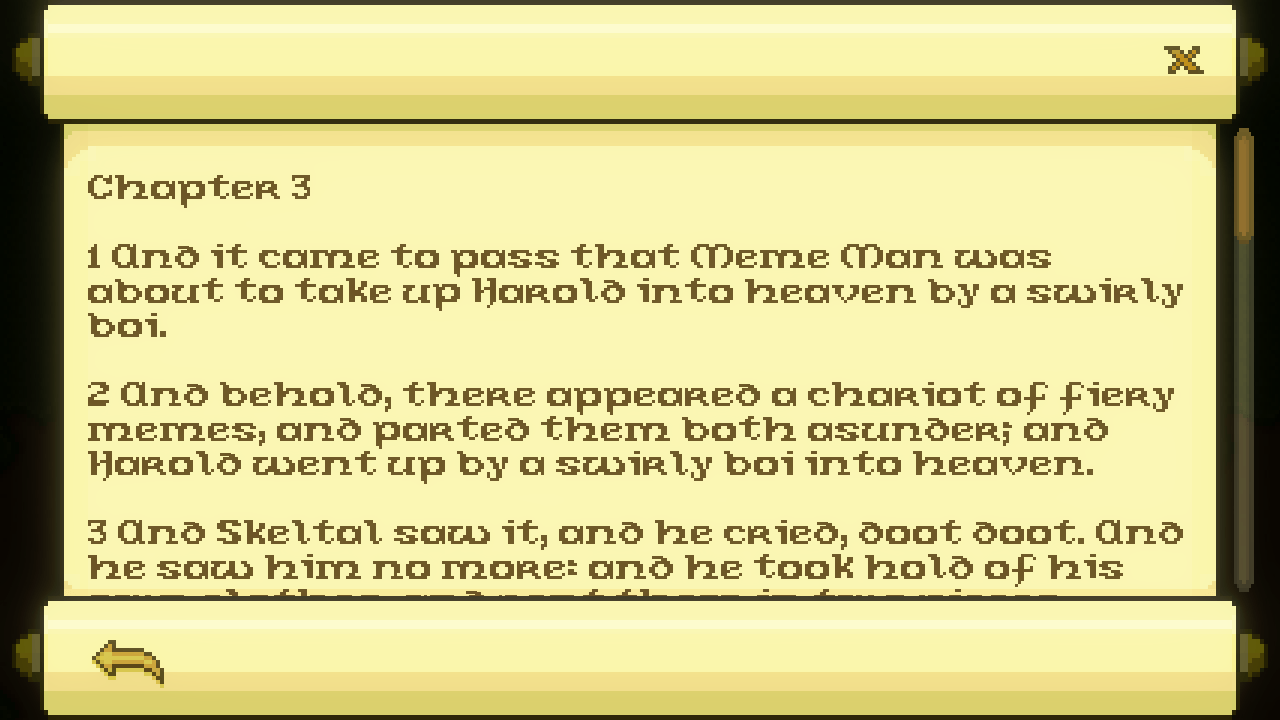 Chapter 3
1 And it came to pass that Meme Man was
about to take up Harold into heaven by a swirly
boi.
2 And behold, there appeared a chariot of fiery
memes, and parted them both asunder; and
Harold went up by a swirly boi into heaven.
3 And Skeltal saw it, and he cried, doot doot. And
he saw him no more: and he took hold of his